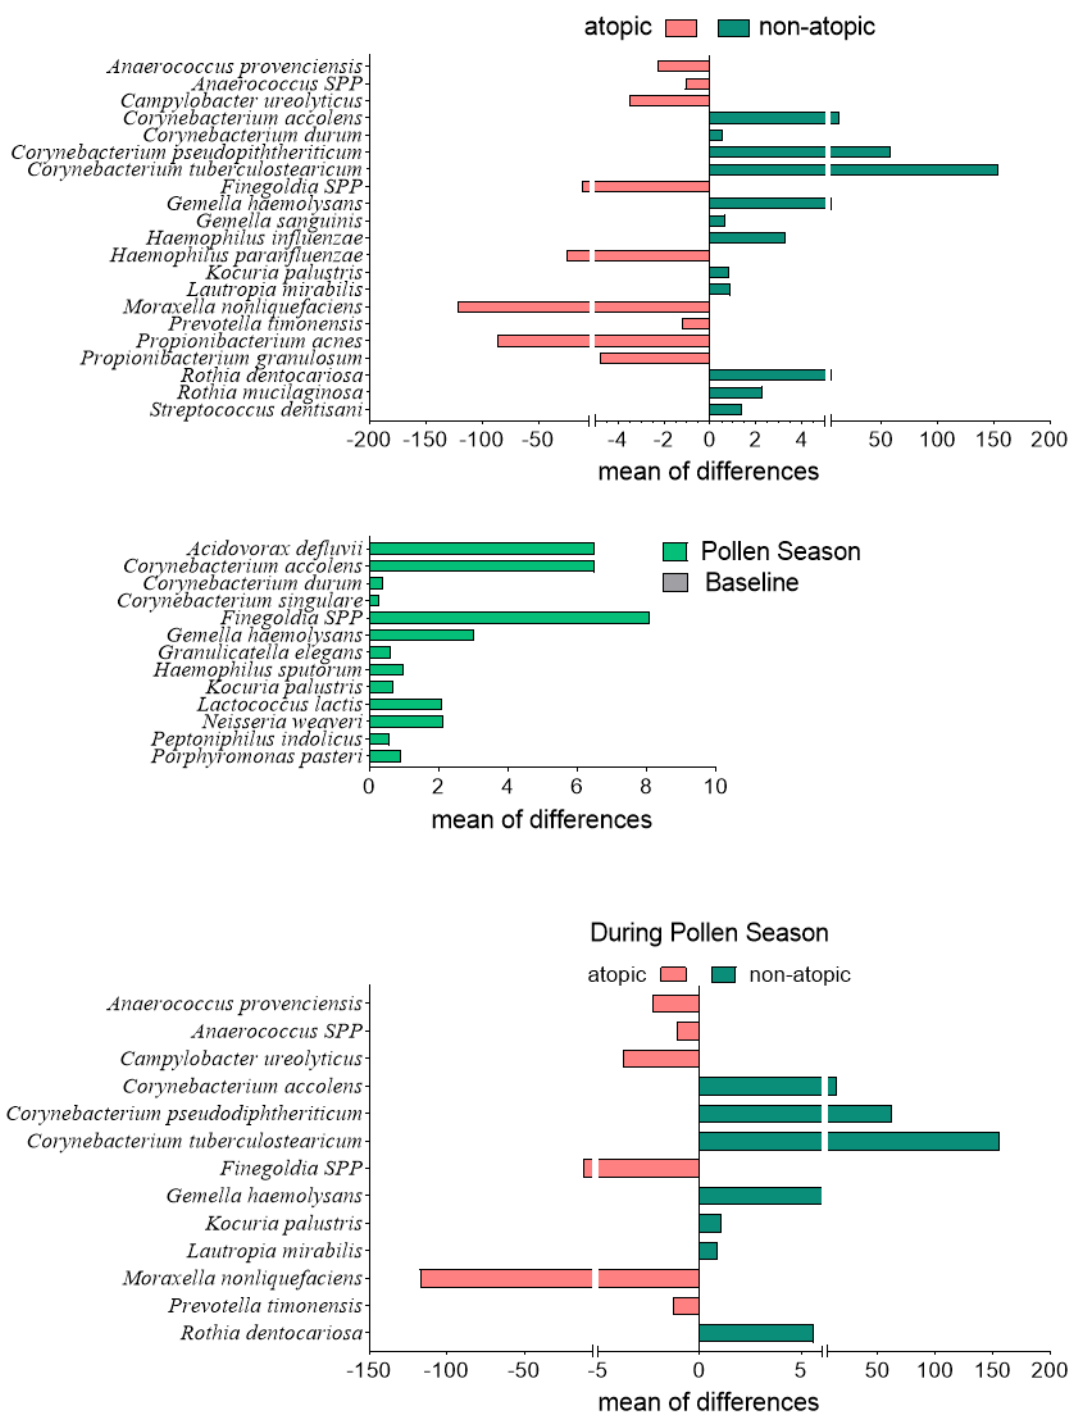 atopic non-atopic
Anaerococcus provenciensis
Anaerococcus SPP
Campylobacter ureolyticus
Corynebacterium accolens
Corynebacterium durum
Corynebacterium pseudopiththeriticum
Corynebacterium tuberculostearicum
Finegoldia SPP
Gemella haemolysans
Gemella sanguinis
Haemophilus influenzae
Haemophilus paranfluenzae
Kocuria palustris
Lautropia mirabilis
Moraxella nonliquefaciens
Prevotella timonensis
Propionibacterium acnes
Propionibacterium granulosum
Rothia dentocariosa
Rothia mucilaginosa
Streptococcus dentisani
-200 -150 -100 -50 -4 -2 0 2 4 50 100 150 200
mean of differences
Acidovorax defluvii
Corynebacterium accolens
Corynebacterium durum
Corynebacterium singulare
Finegoldia SPP
Gemella haemolysans
Granulicatella elegans
Haemophilus sputorum
Kocuria palustris
Lactococcus lactis
Neisseria weaveri
Peptoniphilus indolicus
Porphyromonas pasteri
Pollen Season
Baseline
0 2 4 6 8 10
mean of differences
During Pollen Season
atopic non-atopic
Anaerococcus provenciensis
Anaerococcus SPP
Campylobacter ureolyticus
Corynebacterium accolens
Corynebacterium pseudodiphtheriticum
Corynebacterium tuberculostearicum
Finegoldia SPP
Gemella haemolysans
Kocuria palustris
Lautropia mirabilis
Moraxella nonliquefaciens
Prevotella timonensis
Rothia dentocariosa
-150 -100 -50 -5 0 5 50 100 150 200
mean of differences